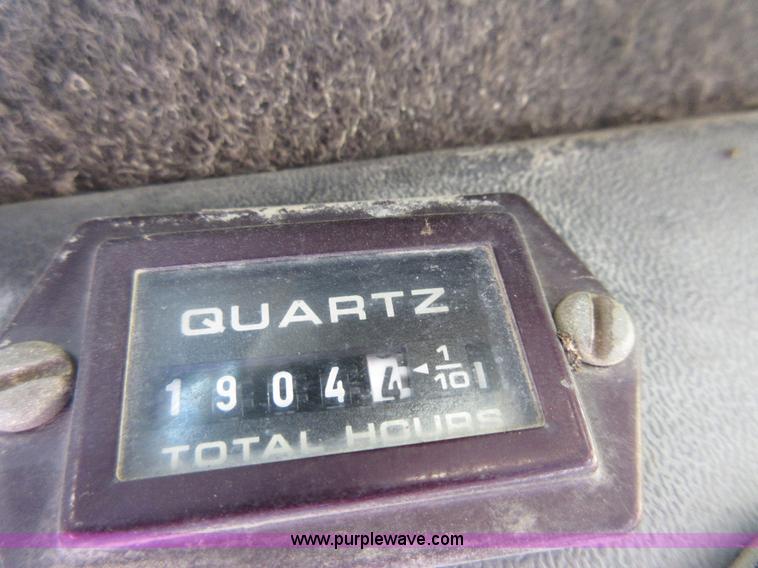 QUARTZ
1904 4 ◄ 1/10
TOTAL HOURS
www.purplewave.com